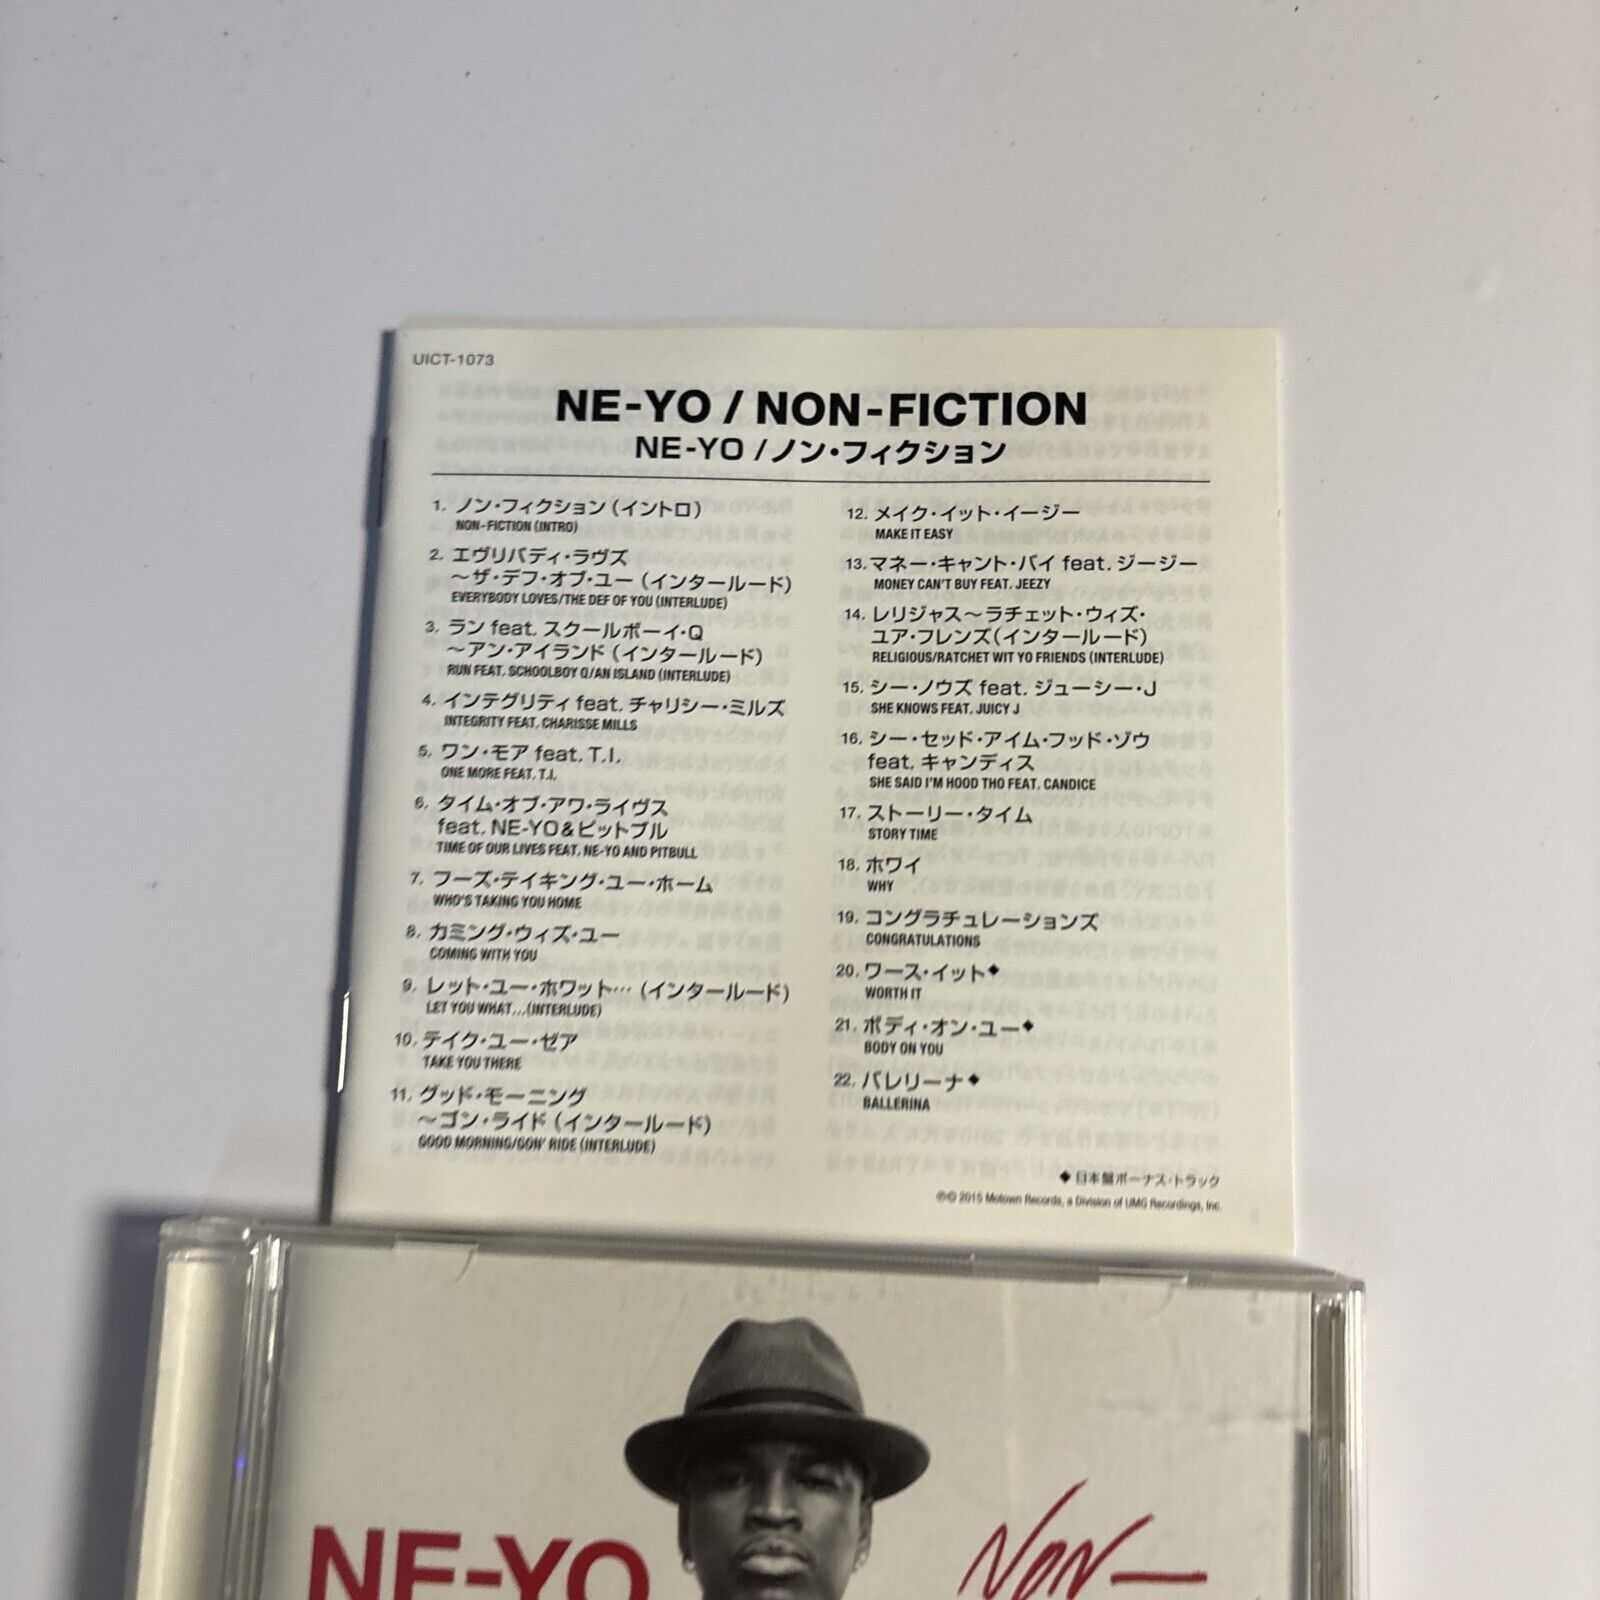 UICT-1073
NE-YO / NON-FICTION
NE-YO / ノン・フィクション
1. ノン・フィクション（イントロ）
NON-FICTION (INTRO)
2. エヴリバディ・ラヴズ
～ザ・デフ・オブ・ユー（インタールード）
EVERYBODY LOVES/THE DEF OF YOU (INTERLUDE)
3. ラン feat. スクールボーイ・Q
～アン・アイランド（インタールード）
RUN FEAT. SCHOOLBOY Q/AN ISLAND (INTERLUDE)
4. インテグリティ feat. チャリシー・ミルズ
INTEGRITY FEAT. CHARISSE MILLS
5. ワン・モア feat. T.I.
ONE MORE FEAT. T.I.
6. タイム・オブ・アワ・ライヴス
feat. NE-YO＆ピットブル
TIME OF OUR LIVES FEAT. NE-YO AND PITBULL
7. フーズ・テイキング・ユー・ホーム
WHO'S TAKING YOU HOME
8. カミング・ウィズ・ユー
COMING WITH YOU
9. レット・ユー・ホワット…（インタールード）
LET YOU WHAT...(INTERLUDE)
10. テイク・ユー・ゼア
TAKE YOU THERE
11. グッド・モーニング
～ゴン・ライド（インタールード）
GOOD MORNING/GON' RIDE (INTERLUDE)
12. メイク・イット・イージー
MAKE IT EASY
13. マネー・キャント・バイ feat. ジージー
MONEY CAN'T BUY FEAT. JEEZY
14. レリジャス～ラチェット・ウィズ・
ユア・フレンズ（インタールード）
RELIGIOUS/RATCHET WIT YO FRIENDS (INTERLUDE)
15. シー・ノウズ feat. ジューシー・J
SHE KNOWS FEAT. JUICY J
16. シー・セッド・アイム・フッド・ゾウ
feat. キャンディス
SHE SAID I'M HOOD THO FEAT. CANDICE
17. ストーリー・タイム
STORY TIME
18. ホワイ
WHY
19. コングラチュレーションズ
CONGRATULATIONS
20. ワース・イット◆
WORTH IT
21. ボディ・オン・ユー◆
BODY ON YOU
22. バレリーナ◆
BALLERINA
◆ 日本盤ボーナス・トラック
℗© 2015 Motown Records, a Division of UMG Recordings, Inc.
NE-YO
NON-